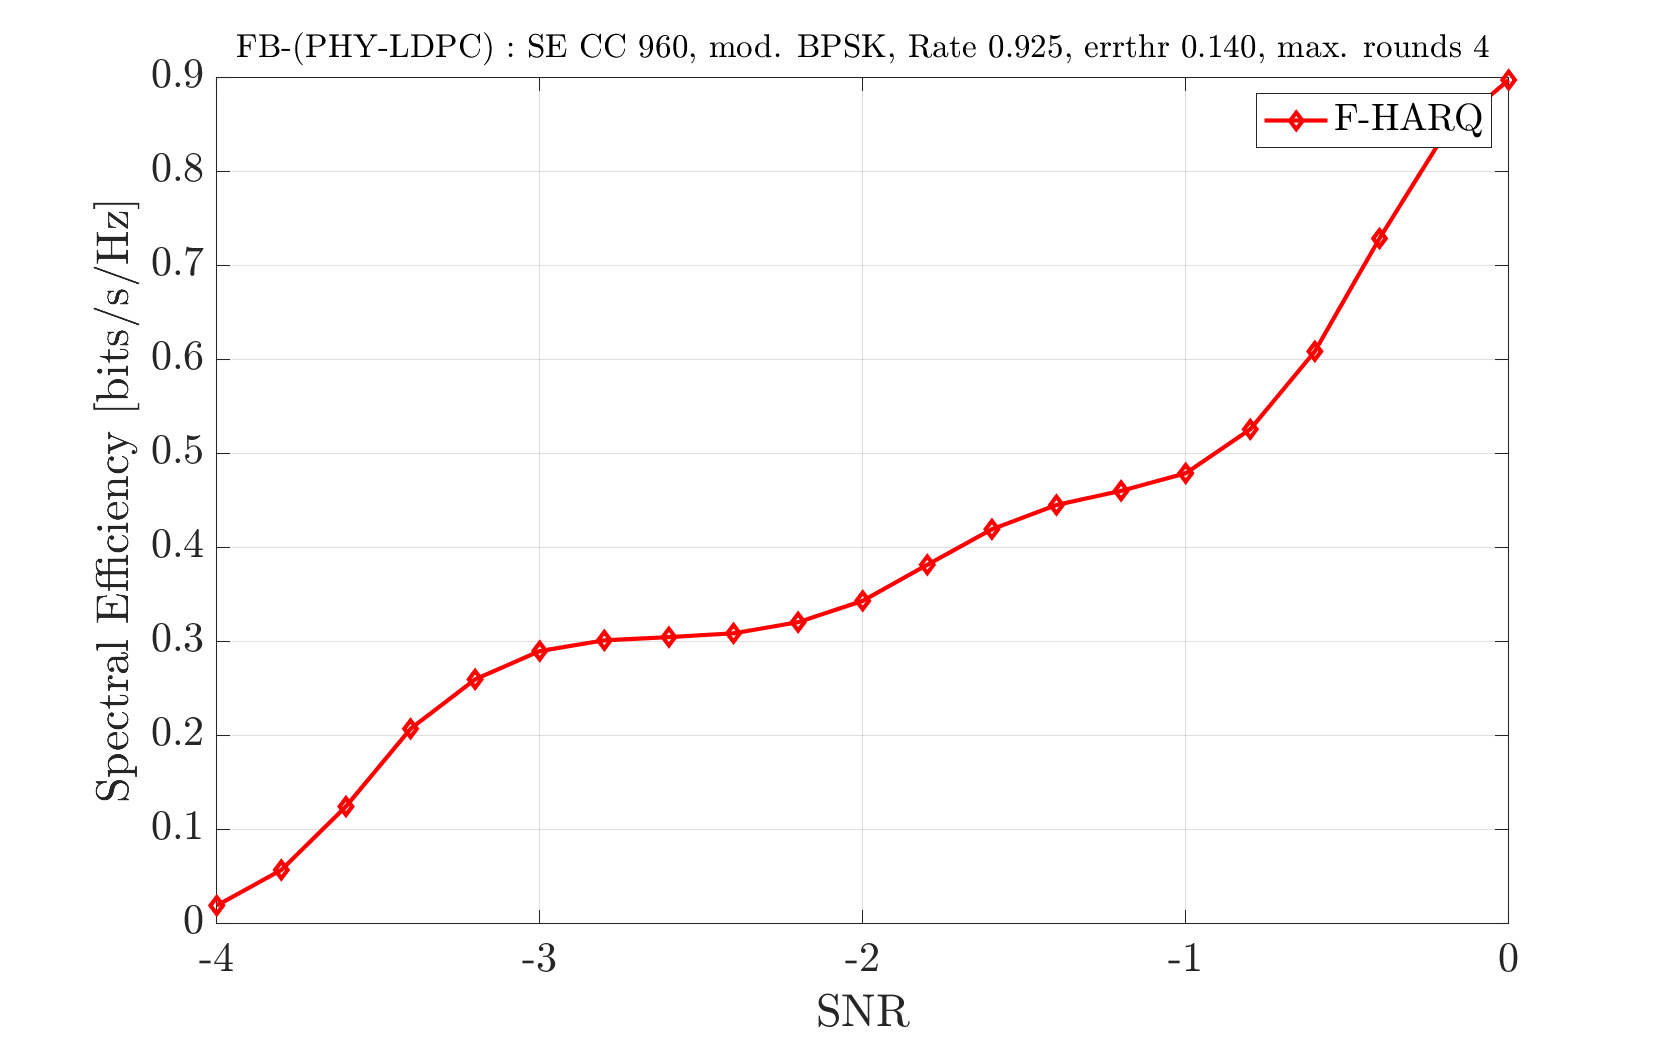 FB-(PHY-LDPC) : SE CC 960, mod. BPSK, Rate 0.925, errthr 0.140, max. rounds 4
F-HARQ
0.9
0.8
0.7
0.6
0.5
0.4
0.3
0.2
0.1
0
Spectral Efficiency [bits/s/Hz]
-4 -3 -2 -1 0
SNR